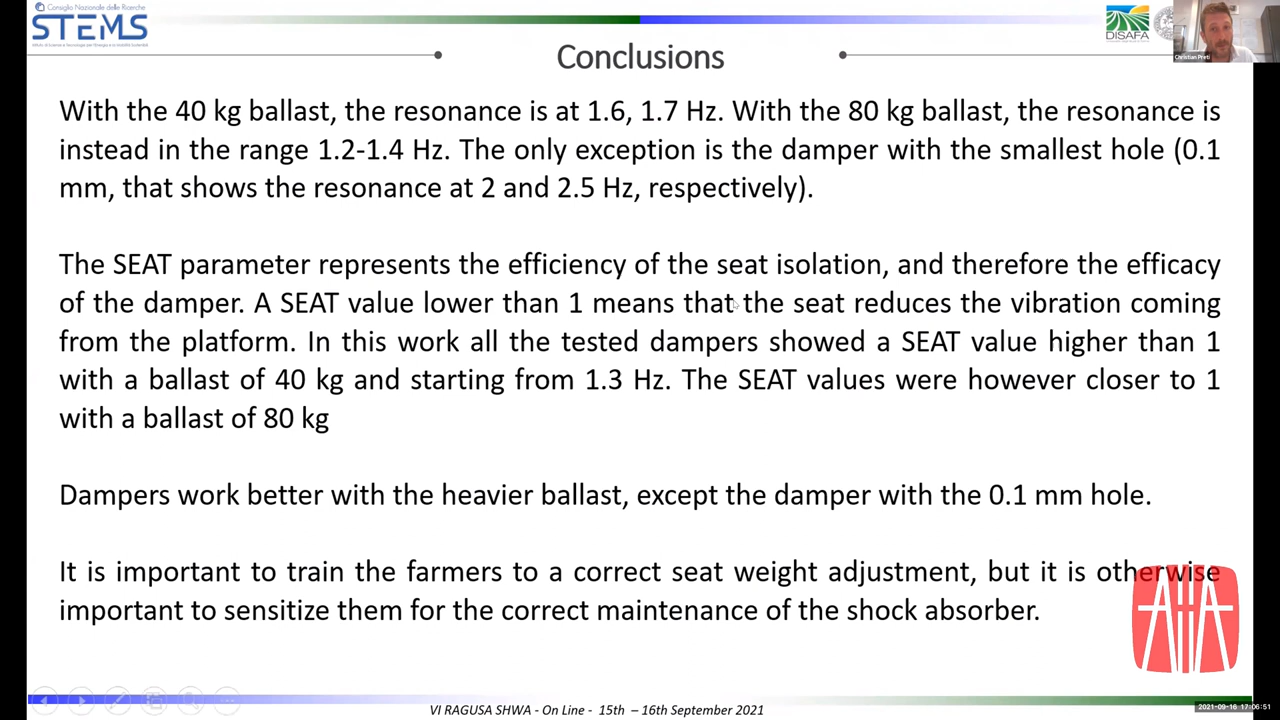 Consiglio Nazionale delle Ricerche
STEMS
DISAFA
Christian Preti
Conclusions
With the 40 kg ballast, the resonance is at 1.6, 1.7 Hz. With the 80 kg ballast, the resonance is
instead in the range 1.2-1.4 Hz. The only exception is the damper with the smallest hole (0.1
mm, that shows the resonance at 2 and 2.5 Hz, respectively).
The SEAT parameter represents the efficiency of the seat isolation, and therefore the efficacy
of the damper. A SEAT value lower than 1 means that the seat reduces the vibration coming
from the platform. In this work all the tested dampers showed a SEAT value higher than 1
with a ballast of 40 kg and starting from 1.3 Hz. The SEAT values were however closer to 1
with a ballast of 80 kg
Dampers work better with the heavier ballast, except the damper with the 0.1 mm hole.
It is important to train the farmers to a correct seat weight adjustment, but it is otherwise
important to sensitize them for the correct maintenance of the shock absorber.
VI RAGUSA SHWA - On Line - 15th – 16th September 2021
2021-09-16 17:06:51